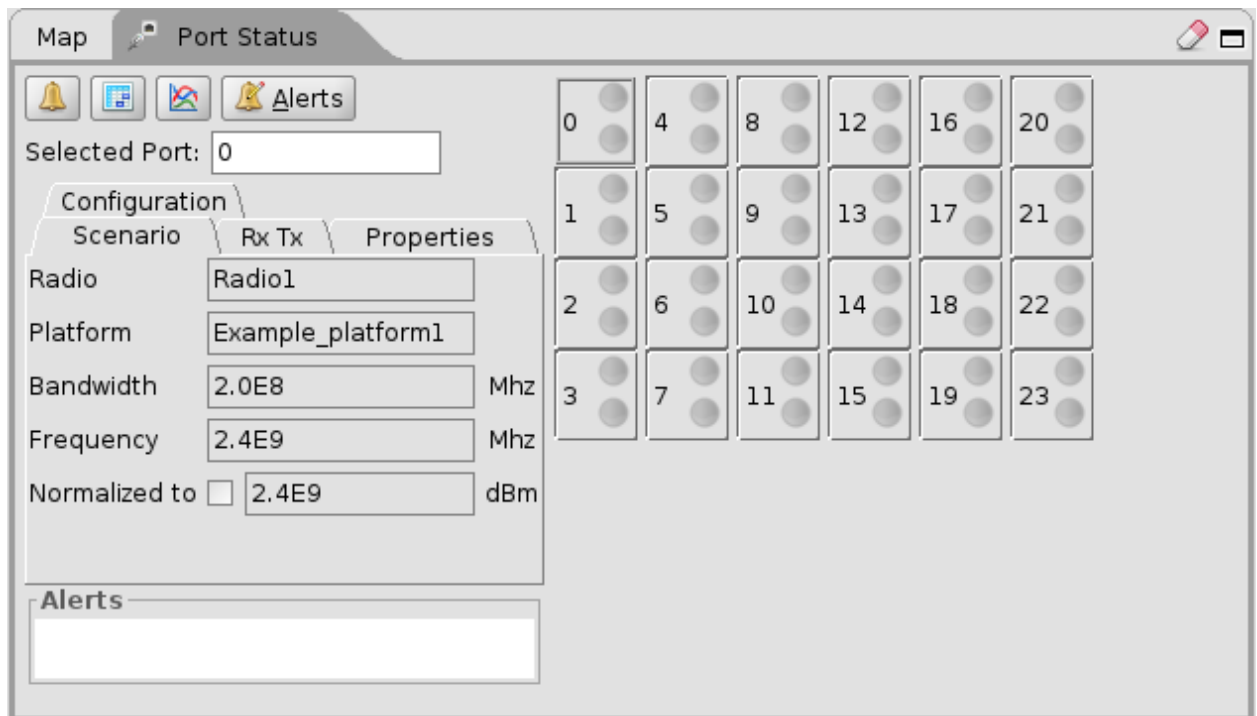 Map Port Status
Alerts
Selected Port: 0
Configuration
Scenario Rx Tx Properties
Radio Radio1
Platform Example_platform1
Bandwidth 2.0E8 Mhz
Frequency 2.4E9 Mhz
Normalized to 2.4E9 dBm
Alerts
0 4 8 12 16 20
1 5 9 13 17 21
2 6 10 14 18 22
3 7 11 15 19 23